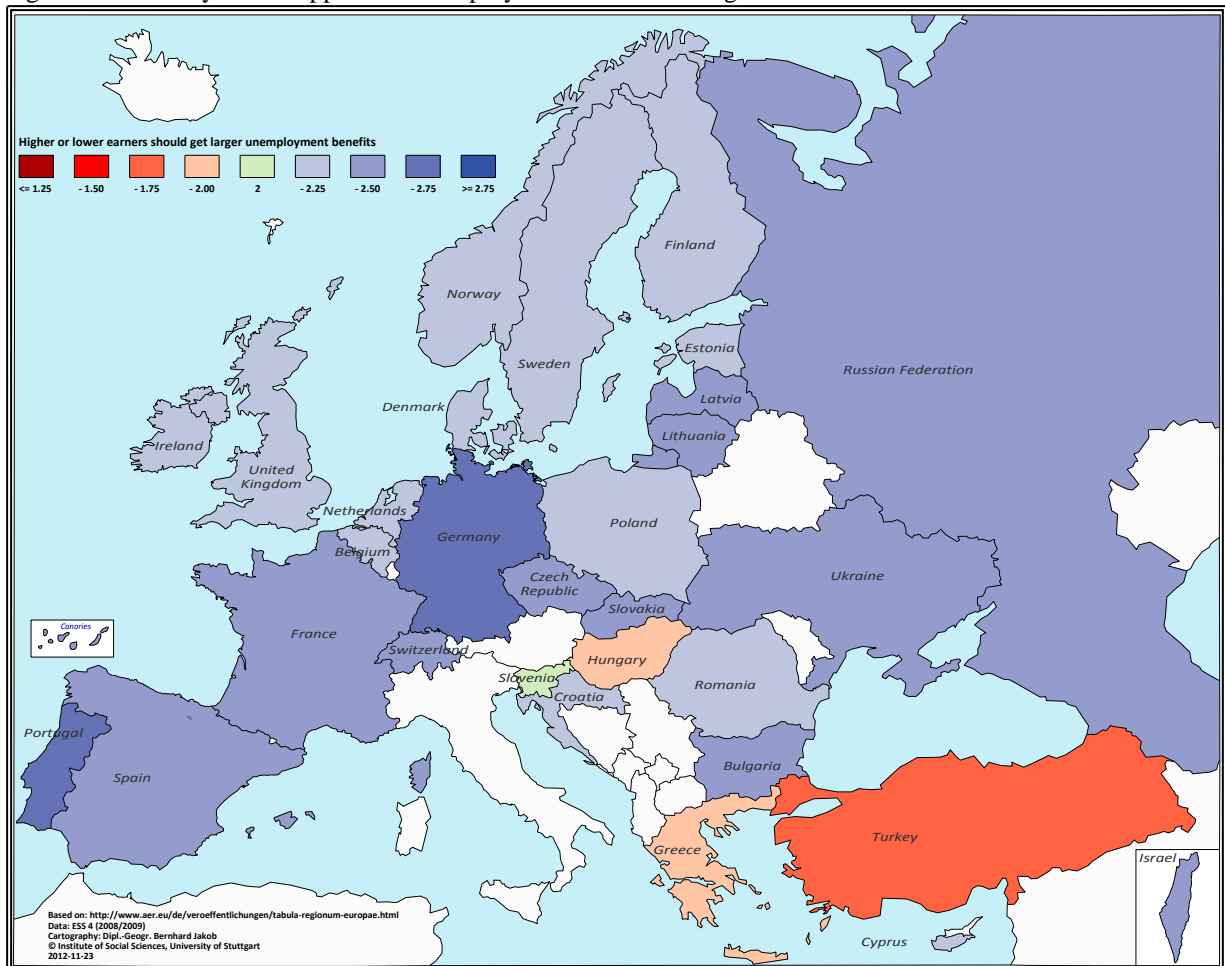 Higher or lower earners should get larger unemployment benefits
<= 1.25 - 1.50 - 1.75 - 2.00 2 - 2.25 - 2.50 - 2.75 >= 2.75
Finland
Norway
Sweden
Estonia
Russian Federation
Latvia
Denmark
Lithuania
Ireland
United
Kingdom
Netherlands
Poland
Germany
Belgium
Czech
Republic
Ukraine
Slovakia
Canaries
France
Switzerland
Hungary
Slovenia
Romania
Croatia
Portugal
Spain
Bulgaria
Turkey
Greece
Israel
Cyprus
Based on: http://www.aer.eu/de/veroeffentlichungen/tabula-regionum-europae.html
Data: ESS 4 (2008/2009)
Cartography: Dipl.-Geogr. Bernhard Jakob
© Institute of Social Sciences, University of Stuttgart
2012-11-23